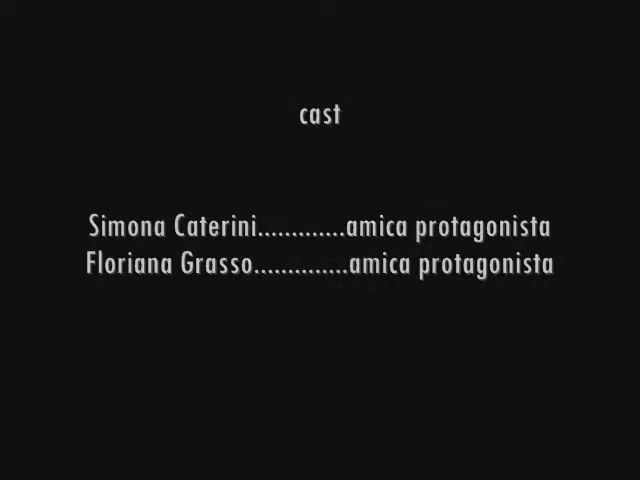 cast
Simona Caterini.............amica protagonista
Floriana Grasso..............amica protagonista